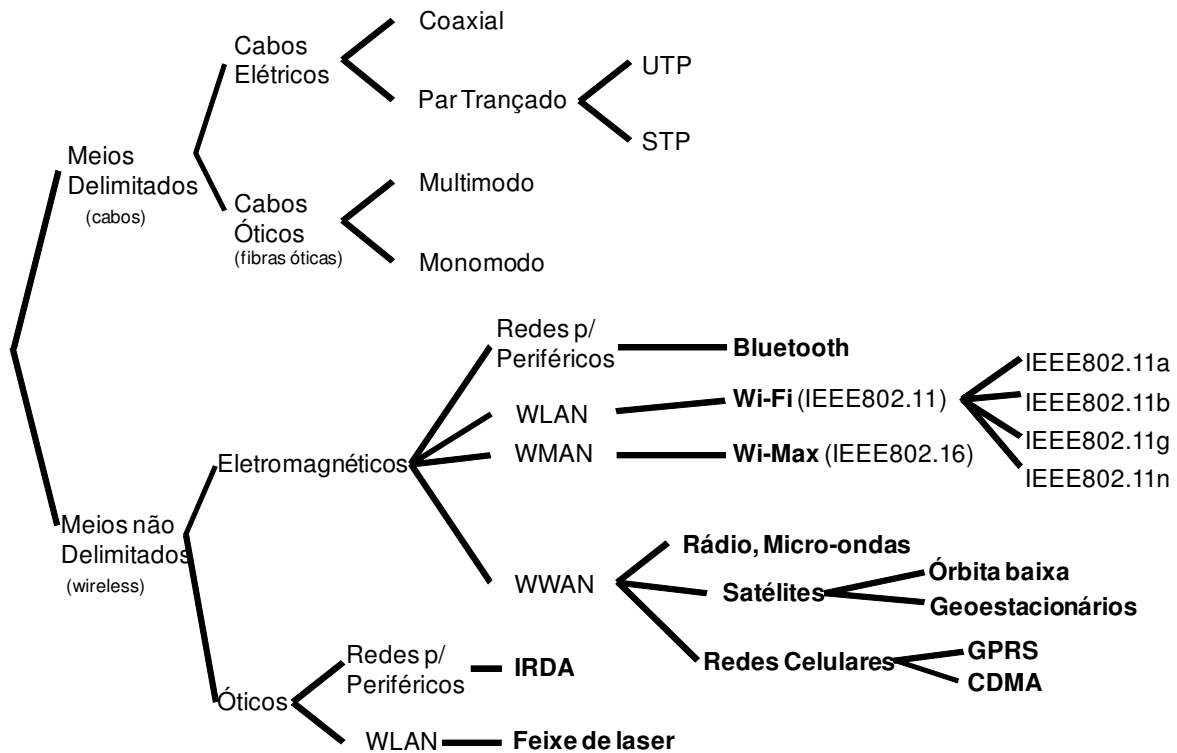 Coaxial
Cabos
Elétricos
UTP
Par Trançado
STP
Meios
Delimitados
(cabos)
Multimodo
Cabos
Óticos
(fibras óticas)
Monomodo
Redes p/
Periféricos
Bluetooth
IEEE802.11a
Wi-Fi (IEEE802.11)
IEEE802.11b
WLAN
IEEE802.11g
WMAN
Wi-Max (IEEE802.16)
IEEE802.11n
Eletromagnéticos
Meios não
Delimitados
(wireless)
Rádio, Micro-ondas
WWAN
Satélites
Órbita baixa
Geoestacionários
Redes Celulares
GPRS
CDMA
Redes p/
Periféricos
IRDA
Óticos
WLAN
Feixe de laser